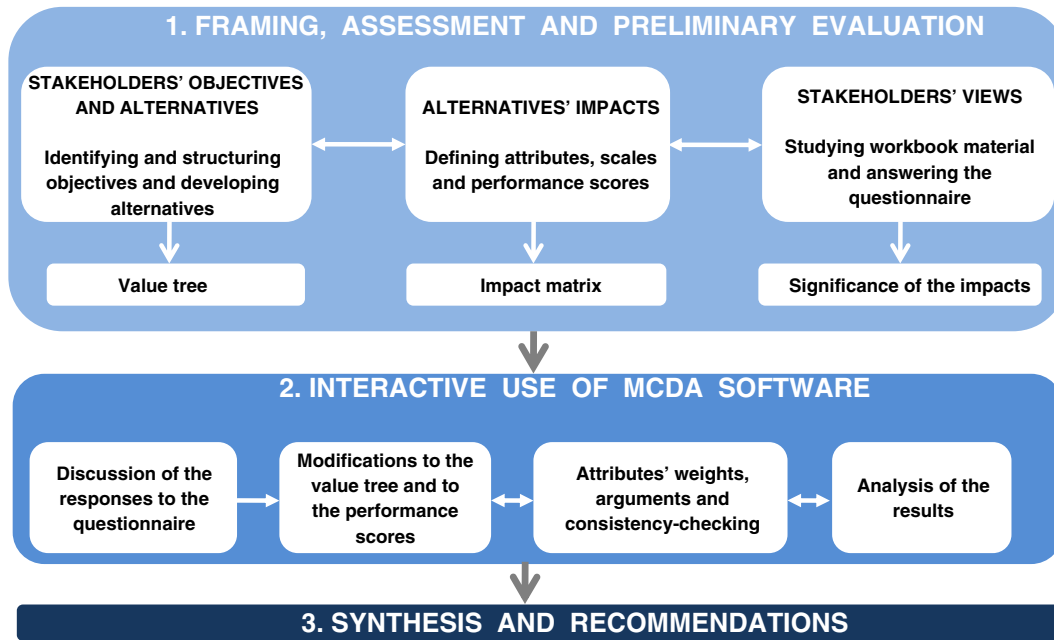 1. FRAMING, ASSESSMENT AND PRELIMINARY EVALUATION
STAKEHOLDERS' OBJECTIVES
AND ALTERNATIVES
Identifying and structuring
objectives and developing
alternatives
ALTERNATIVES' IMPACTS
Defining attributes, scales
and performance scores
STAKEHOLDERS' VIEWS
Studying workbook material
and answering the
questionnaire
Value tree
Impact matrix
Significance of the impacts
2. INTERACTIVE USE OF MCDA SOFTWARE
Discussion of the
responses to the
questionnaire
Modifications to the
value tree and to
the performance
scores
Attributes' weights,
arguments and
consistency-checking
Analysis of the
results
3. SYNTHESIS AND RECOMMENDATIONS